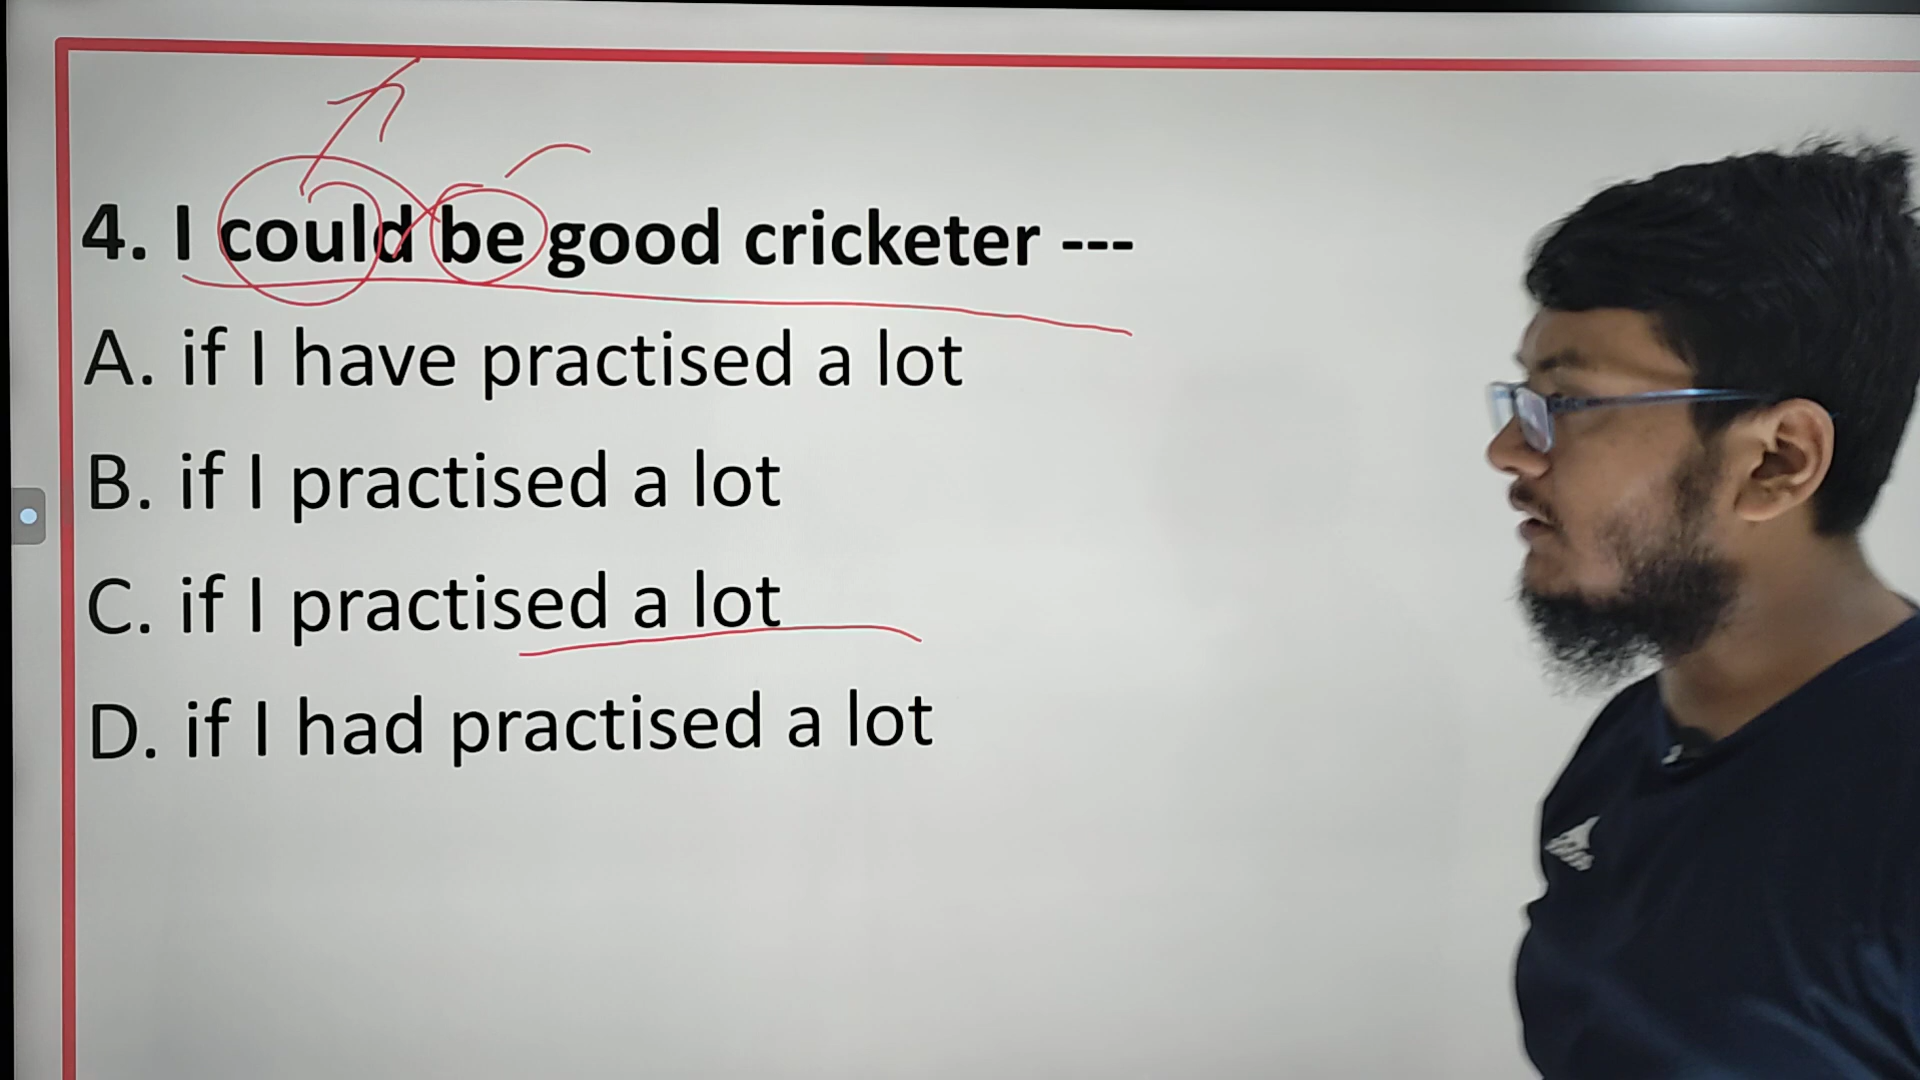 4. I could be good cricketer ---
A. if I have practised a lot
B. if I practised a lot
C. if I practised a lot
D. if I had practised a lot